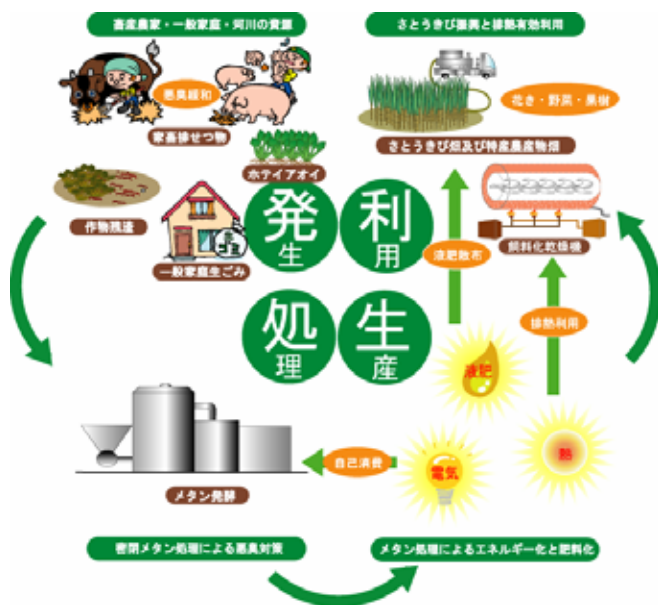 畜産農家・一般家庭・河川の資源
さとうきび振興と排熱有効利用
悪臭緩和
花き・野菜・果樹
家畜排せつ物
さとうきび畑及び特産農産物畑
ホテイアオイ
作物残渣
ゴミ
一般家庭生ごみ
発生
利用
液肥散布
飼料化乾燥機
処理
生産
排熱利用
液肥
熱
自己消費
電気
メタン発酵
密閉メタン処理による悪臭対策
メタン処理によるエネルギー化と肥料化